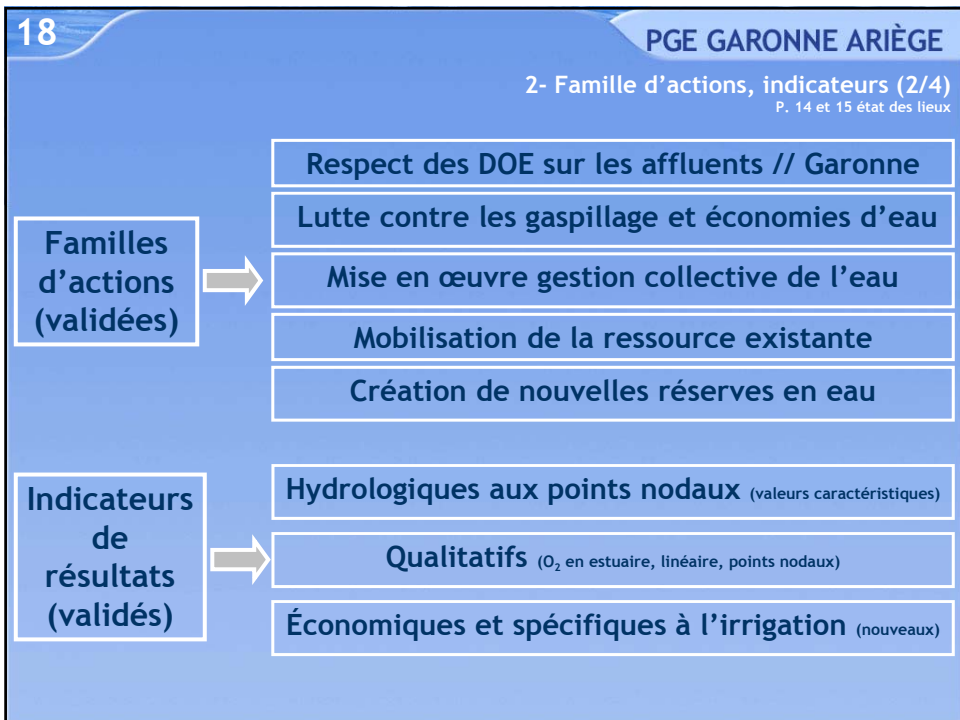 18
PGE GARONNE ARIÈGE
2- Famille d’actions, indicateurs (2/4)
P. 14 et 15 état des lieux
Familles
d’actions
(validées)
Respect des DOE sur les affluents // Garonne
Lutte contre les gaspillage et économies d’eau
Mise en œuvre gestion collective de l’eau
Mobilisation de la ressource existante
Création de nouvelles réserves en eau
Indicateurs
de
résultats
(validés)
Hydrologiques aux points nodaux (valeurs caractéristiques)
Qualitatifs (O₂ en estuaire, linéaire, points nodaux)
Économiques et spécifiques à l’irrigation (nouveaux)